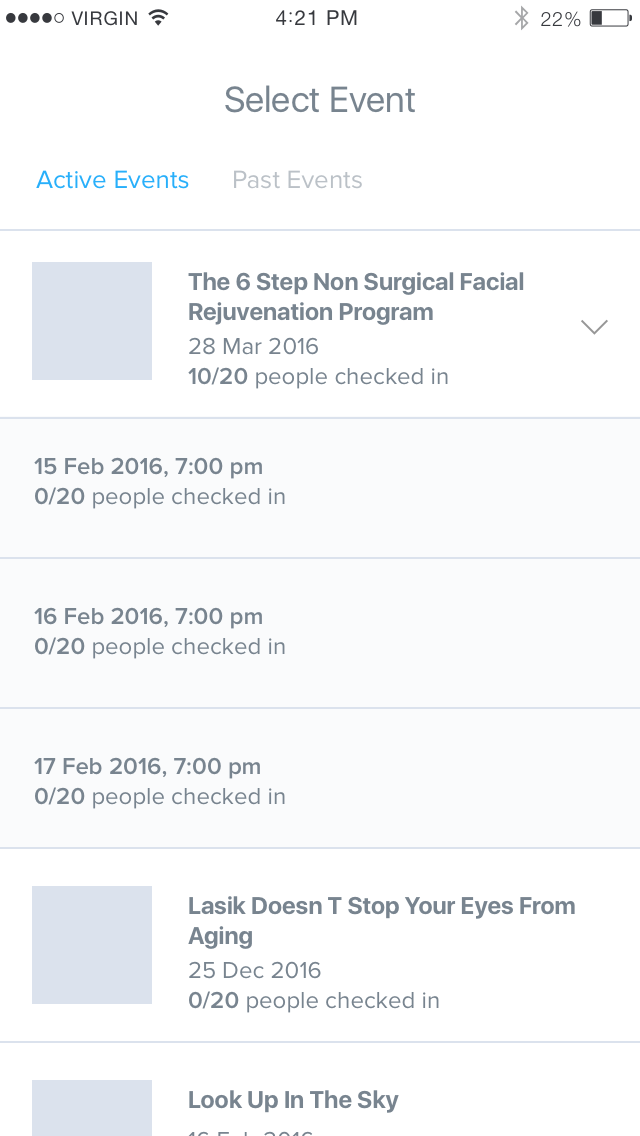 VIRGIN 4:21 PM 22%
Select Event
Active Events Past Events
The 6 Step Non Surgical Facial
Rejuvenation Program
28 Mar 2016
10/20 people checked in
15 Feb 2016, 7:00 pm
0/20 people checked in
16 Feb 2016, 7:00 pm
0/20 people checked in
17 Feb 2016, 7:00 pm
0/20 people checked in
Lasik Doesn T Stop Your Eyes From
Aging
25 Dec 2016
0/20 people checked in
Look Up In The Sky